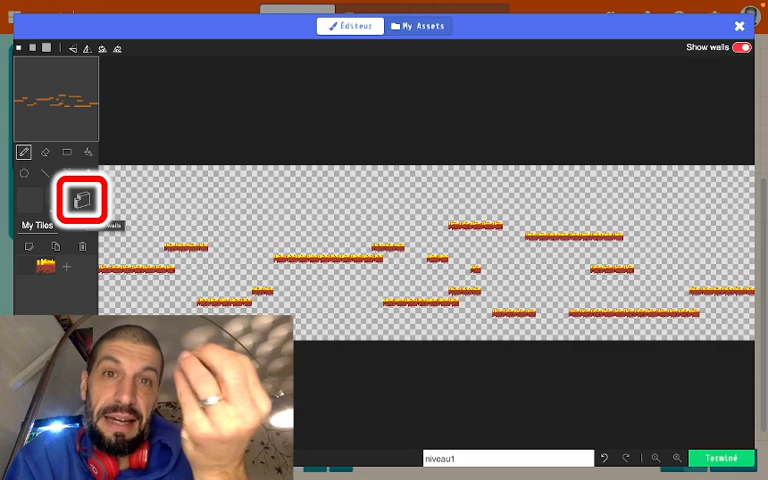 Éditeur
My Assets
Show walls
My Tiles
walls
niveau1
Terminé